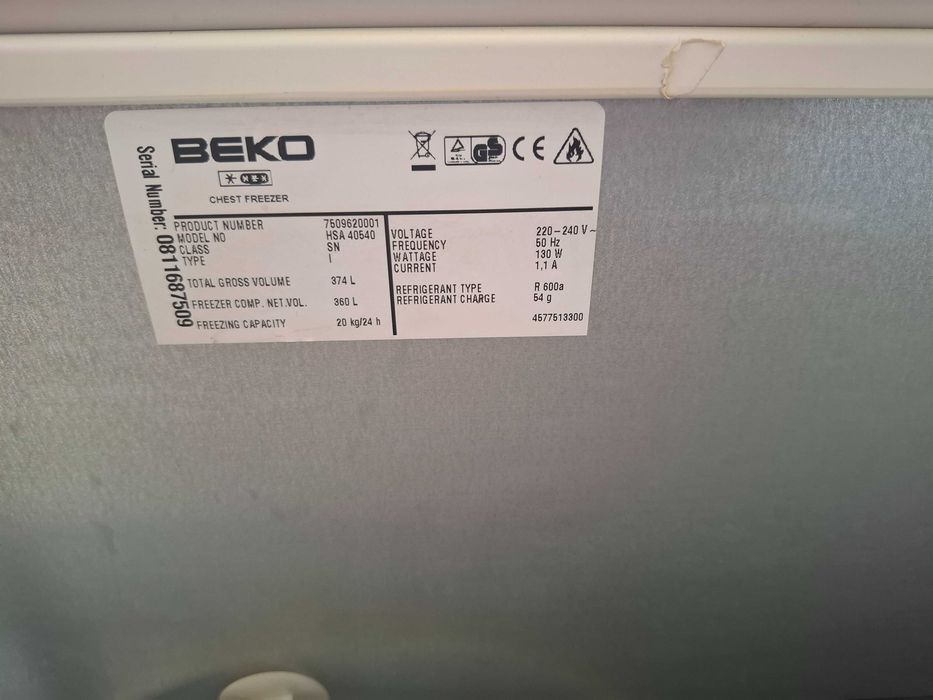 BEKO
CHEST FREEZER
Serial Number: 0811687509
PRODUCT NUMBER 7509620001
MODEL NO HSA 40540
CLASS SN
TYPE I
TOTAL GROSS VOLUME 374 L
FREEZER COMP. NET.VOL. 360 L
FREEZING CAPACITY 20 kg/24 h
VOLTAGE 220-240 V~
FREQUENCY 50 Hz
WATTAGE 130 W
CURRENT 1,1 A
REFRIGERANT TYPE R 600a
REFRIGERANT CHARGE 54 g
4577513300